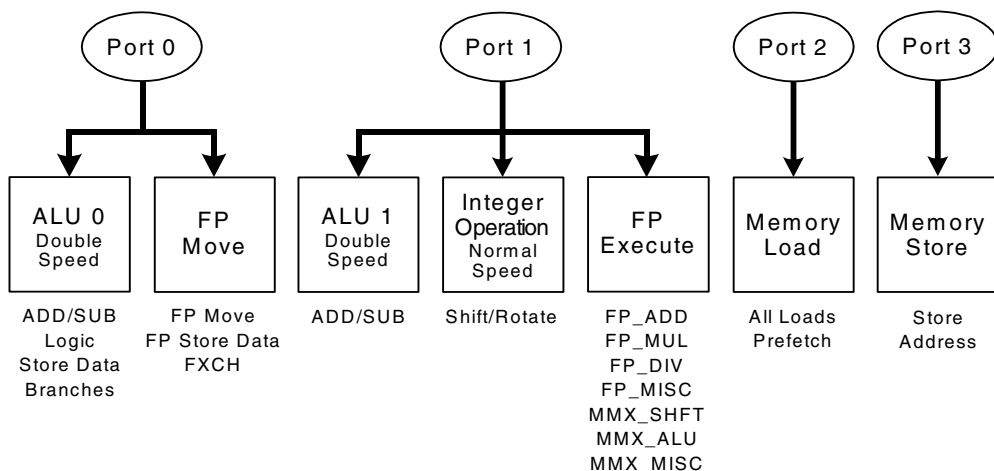 Port 0
Port 1
Port 2
Port 3
ALU 0
Double
Speed
FP
Move
ALU 1
Double
Speed
Integer
Operation
Normal
Speed
FP
Execute
Memory
Load
Memory
Store
ADD/SUB
Logic
Store Data
Branches
FP Move
FP Store Data
FXCH
ADD/SUB
Shift/Rotate
FP_ADD
FP_MUL
FP_DIV
FP_MISC
MMX_SHFT
MMX_ALU
MMX_MISC
All Loads
Prefetch
Store
Address